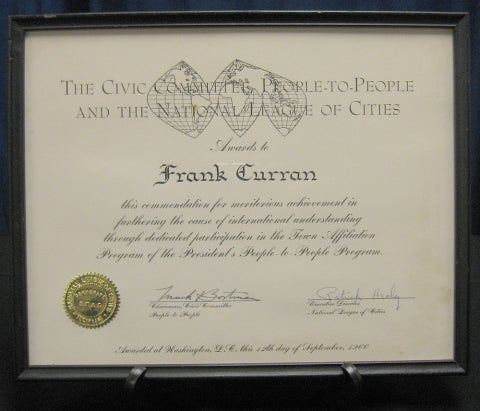 The Civic Committee, People-to-People
and the National League of Cities
Awards to
Frank Curran
this commendation for meritorious achievement in
furthering the cause of international understanding
through dedicated participation in the Town Affiliation
Program of the President's People-to-People Program.
Chairman, Civic Committee
People-to-People
Patrick Healy
Executive Director
National League of Cities
Awarded at Washington, D.C. this 12th day of September,